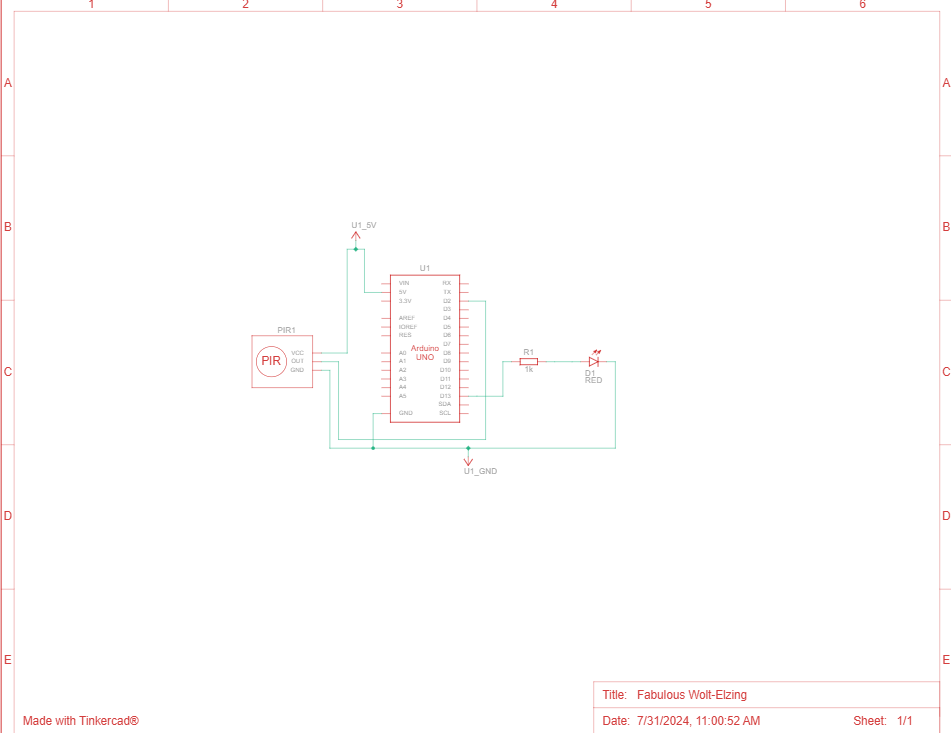 1 2 3 4 5 6
A A
B B
U1_5V
U1
VIN RX
5V TX
3.3V D2
D3
AREF D4
IOREF D5
RES D6
D7
PIR1
Arduino
UNO
R1
A0 D8
VCC
PIR OUT
GND
A1 D9
1k
A2 D10
D1
RED
C C
A3 D11
A4 D12
A5 D13
SDA
GND SCL
U1_GND
D D
E E
Title: Fabulous Wolt-Elzing
Made with Tinkercad®
Date: 7/31/2024, 11:00:52 AM Sheet: 1/1